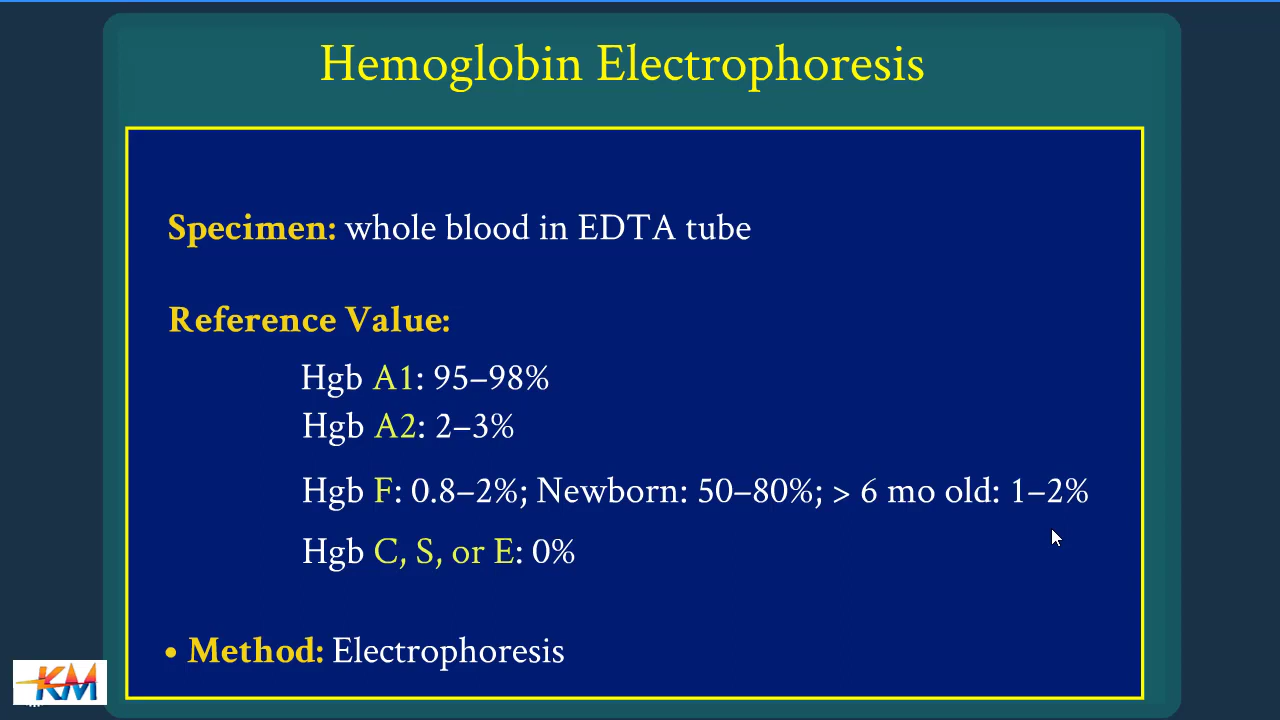 Hemoglobin Electrophoresis
Specimen: whole blood in EDTA tube
Reference Value:
Hgb A1: 95–98%
Hgb A2: 2–3%
Hgb F: 0.8–2%; Newborn: 50–80%; > 6 mo old: 1–2%
Hgb C, S, or E: 0%
• Method: Electrophoresis
KM